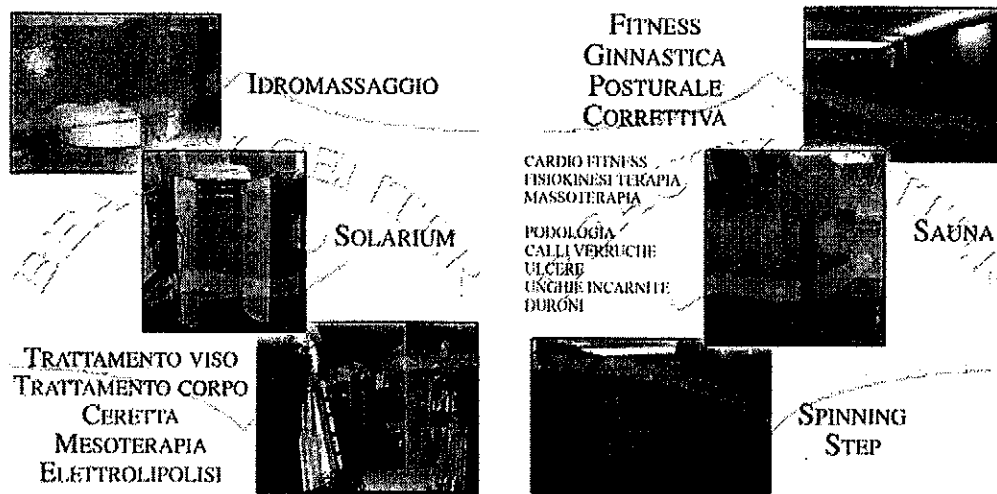 IDROMASSAGGIO
SOLARIUM
TRATTAMENTO VISO
TRATTAMENTO CORPO
CERETTA
MESOTERAPIA
ELETTROLIPOLISI
FITNESS
GINNASTICA
POSTURALE
CORRETTIVA
CARDIO FITNESS
FISIOKINESI TERAPIA
MASSOTERAPIA
PODOLOGIA
CALLI VERRUCHE
ULCERE
UNGHIE INCARNITE
DURONI
SAUNA
SPINNING
STEP